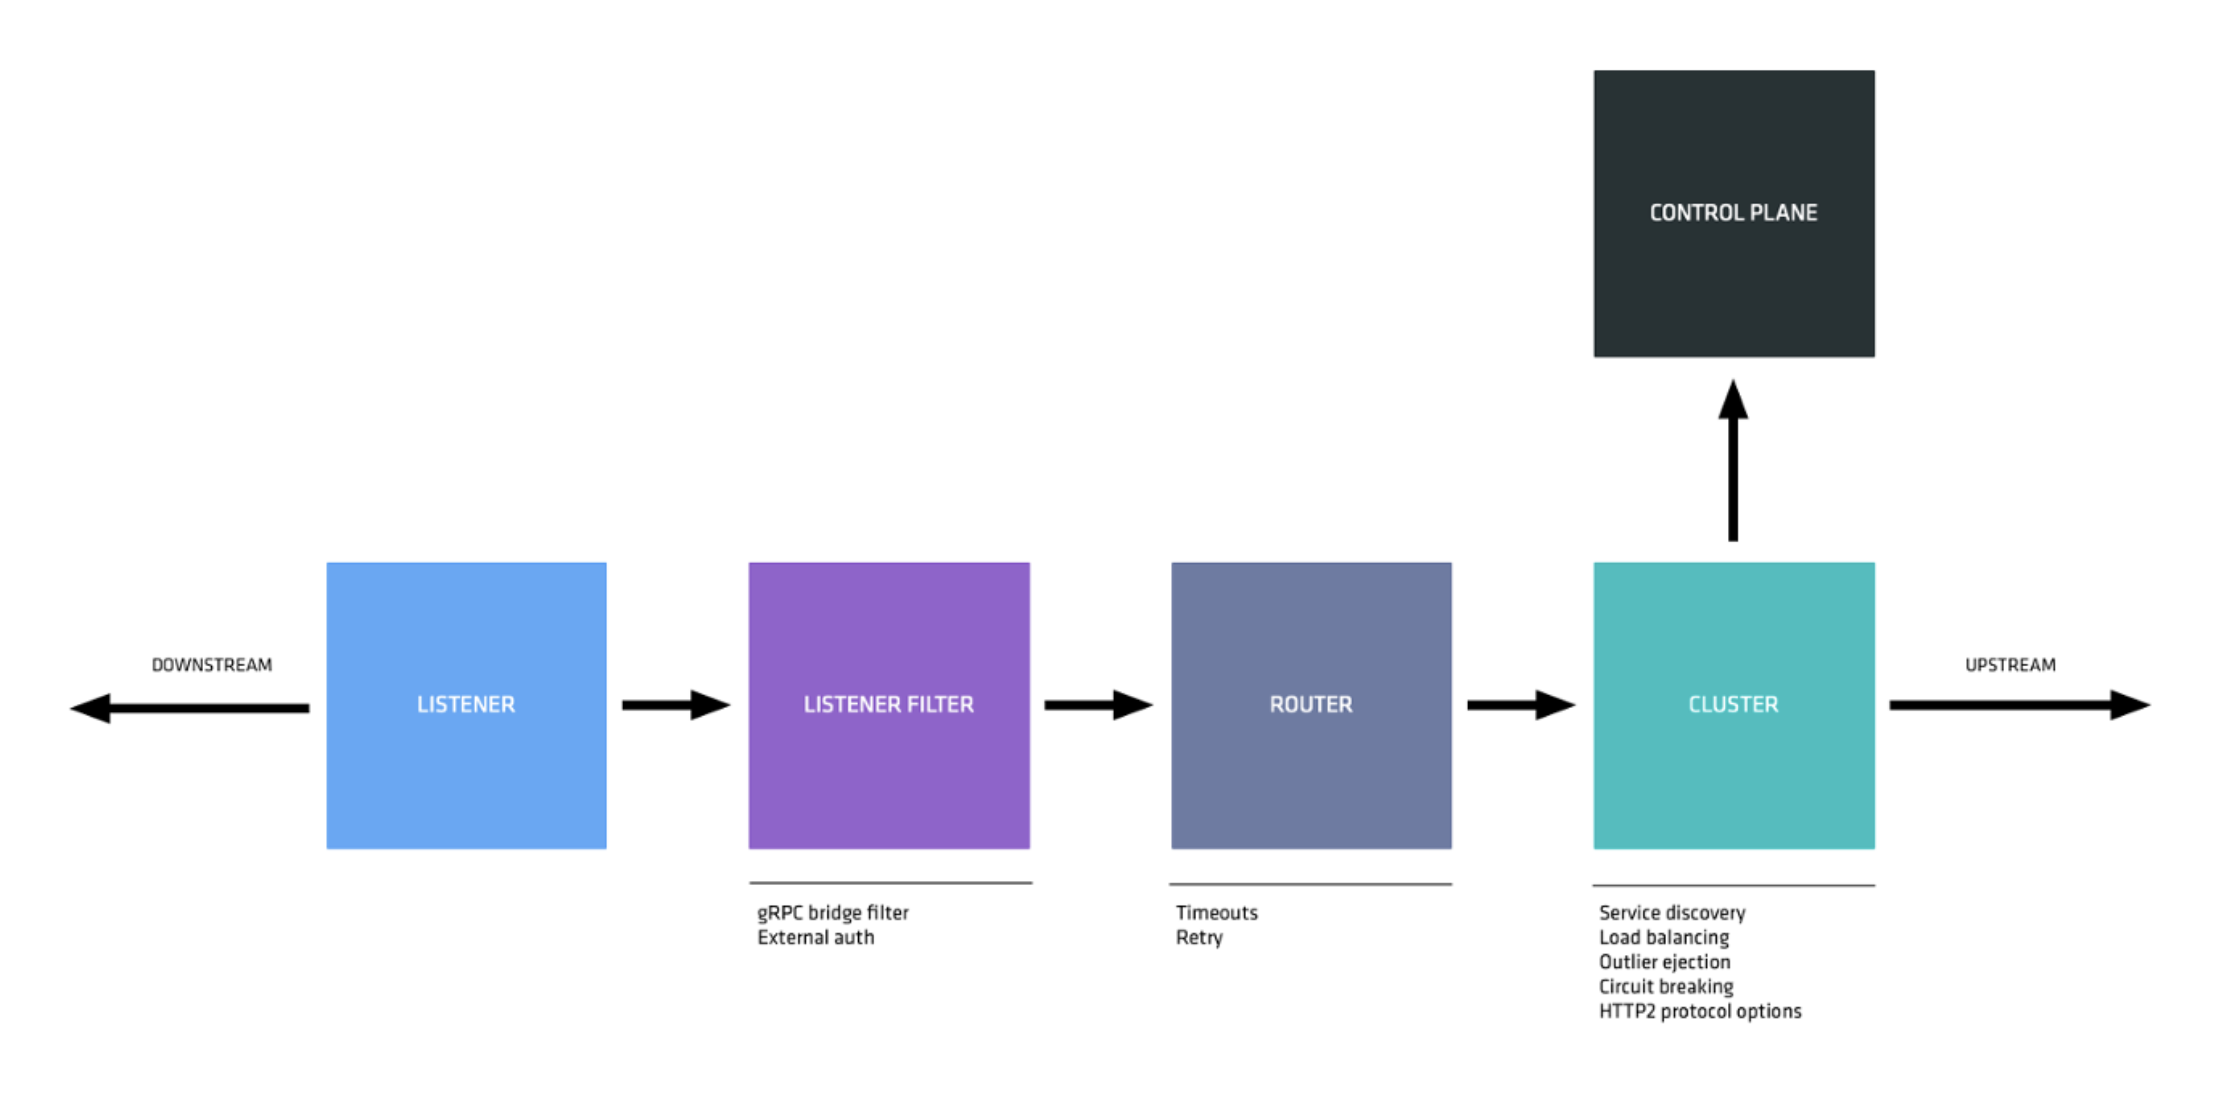 CONTROL PLANE
DOWNSTREAM
LISTENER
LISTENER FILTER
ROUTER
CLUSTER
UPSTREAM
gRPC bridge filter
External auth
Timeouts
Retry
Service discovery
Load balancing
Outlier ejection
Circuit breaking
HTTP2 protocol options